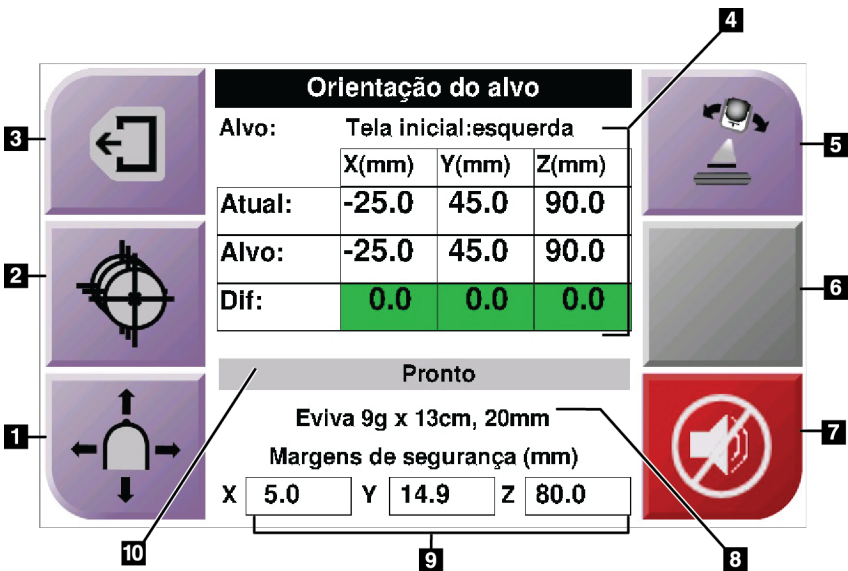 4
Orientação do alvo
Alvo: Tela inicial:esquerda
3
5
X(mm) Y(mm) Z(mm)
Atual: -25.0 45.0 90.0
Alvo: -25.0 45.0 90.0
2
6
Dif: 0.0 0.0 0.0
Pronto
Eviva 9g x 13cm, 20mm
1
7
Margens de segurança (mm)
X 5.0 Y 14.9 Z 80.0
10
9
8